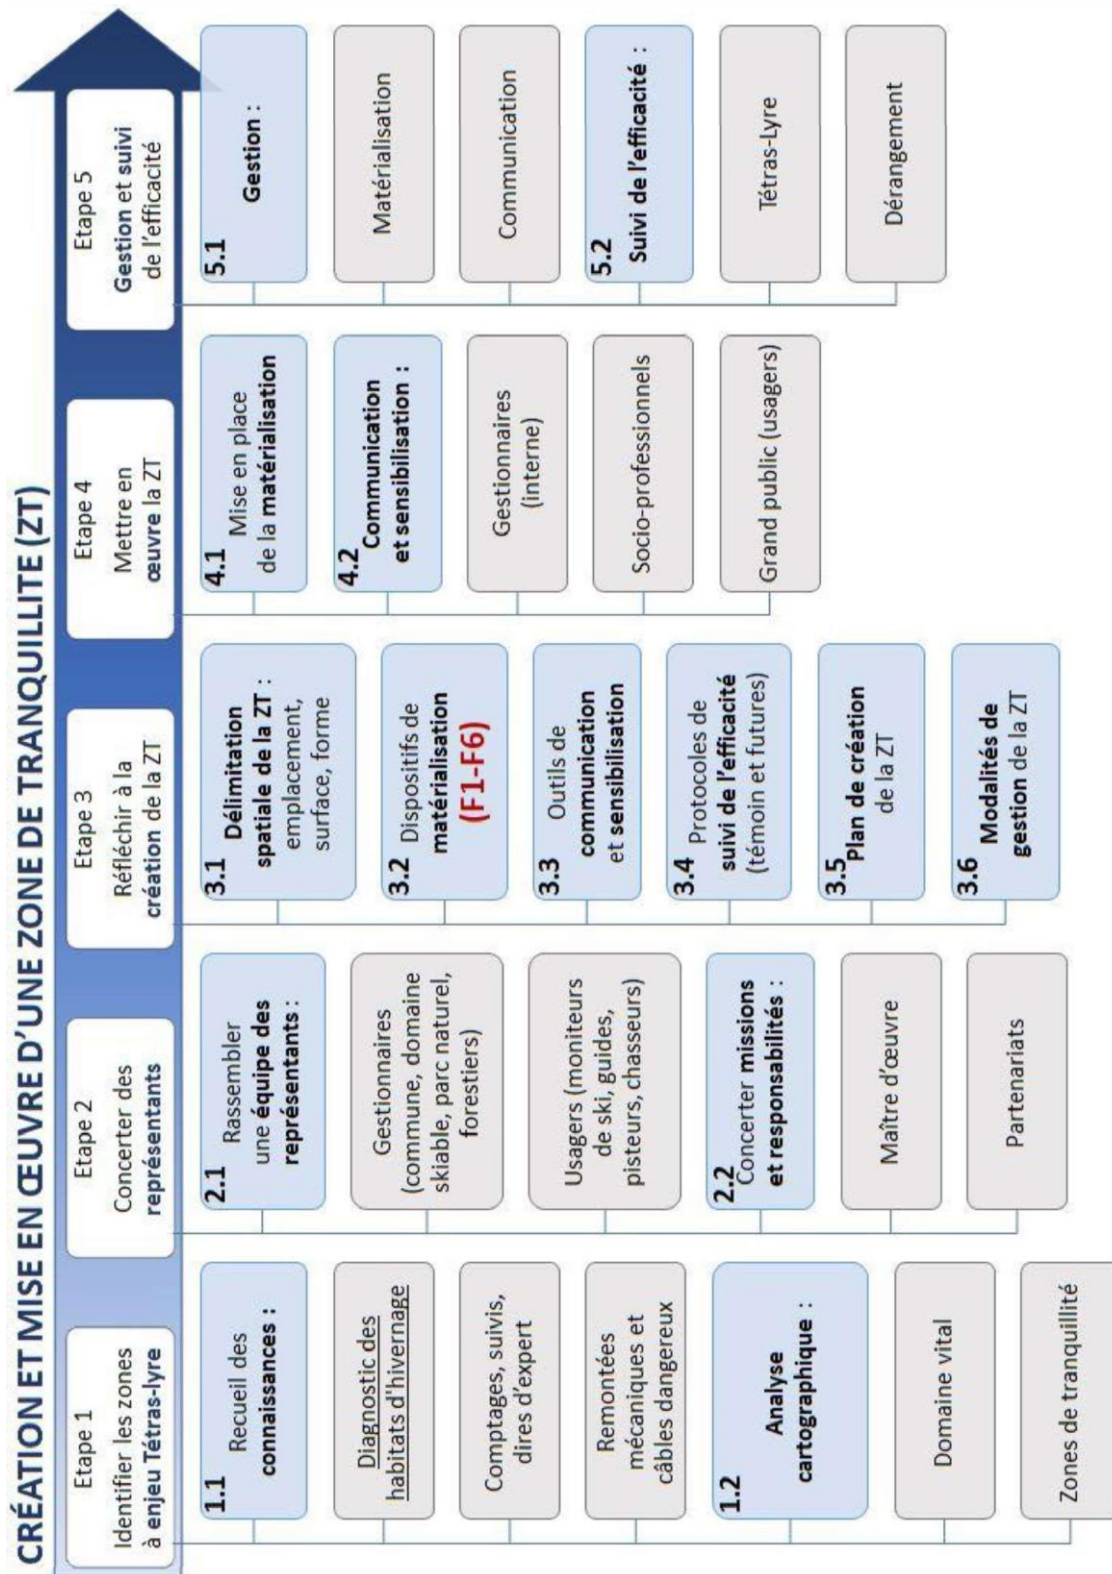 CRÉATION ET MISE EN ŒUVRE D'UNE ZONE DE TRANQUILLITE (ZT)
Etape 1
Identifier les zones
à enjeu Tétras-lyre
1.1 Recueil des
connaissances :
Diagnostic des
habitats d'hivernage
Comptages, suivis,
dires d'expert
Remontées
mécaniques et
câbles dangereux
1.2 Analyse
cartographique :
Domaine vital
Zones de tranquillité
Etape 2
Concerter des
représentants
2.1 Rassembler
une équipe des
représentants :
Gestionnaires
(commune, domaine
skiable, parc naturel,
forestiers)
Usagers (moniteurs
de ski, guides,
pisteurs, chasseurs)
2.2 Concerter missions
et responsabilités :
Maître d'œuvre
Partenariats
Etape 3
Réfléchir à la
création de la ZT
3.1 Délimitation
spatiale de la ZT :
emplacement,
surface, forme
3.2 Dispositifs de
matérialisation
(F1-F6)
3.3 Outils de
communication
et sensibilisation
3.4 Protocoles de
suivi de l'efficacité
(témoin et futures)
3.5 Plan de création
de la ZT
3.6 Modalités de
gestion de la ZT
Etape 4
Mettre en
œuvre la ZT
4.1 Mise en place
de la matérialisation
4.2 Communication
et sensibilisation :
Gestionnaires
(interne)
Socio-professionnels
Grand public (usagers)
Etape 5
Gestion et suivi
de l'efficacité
5.1 Gestion :
Matérialisation
Communication
5.2 Suivi de l'efficacité :
Tétras-Lyre
Dérangement